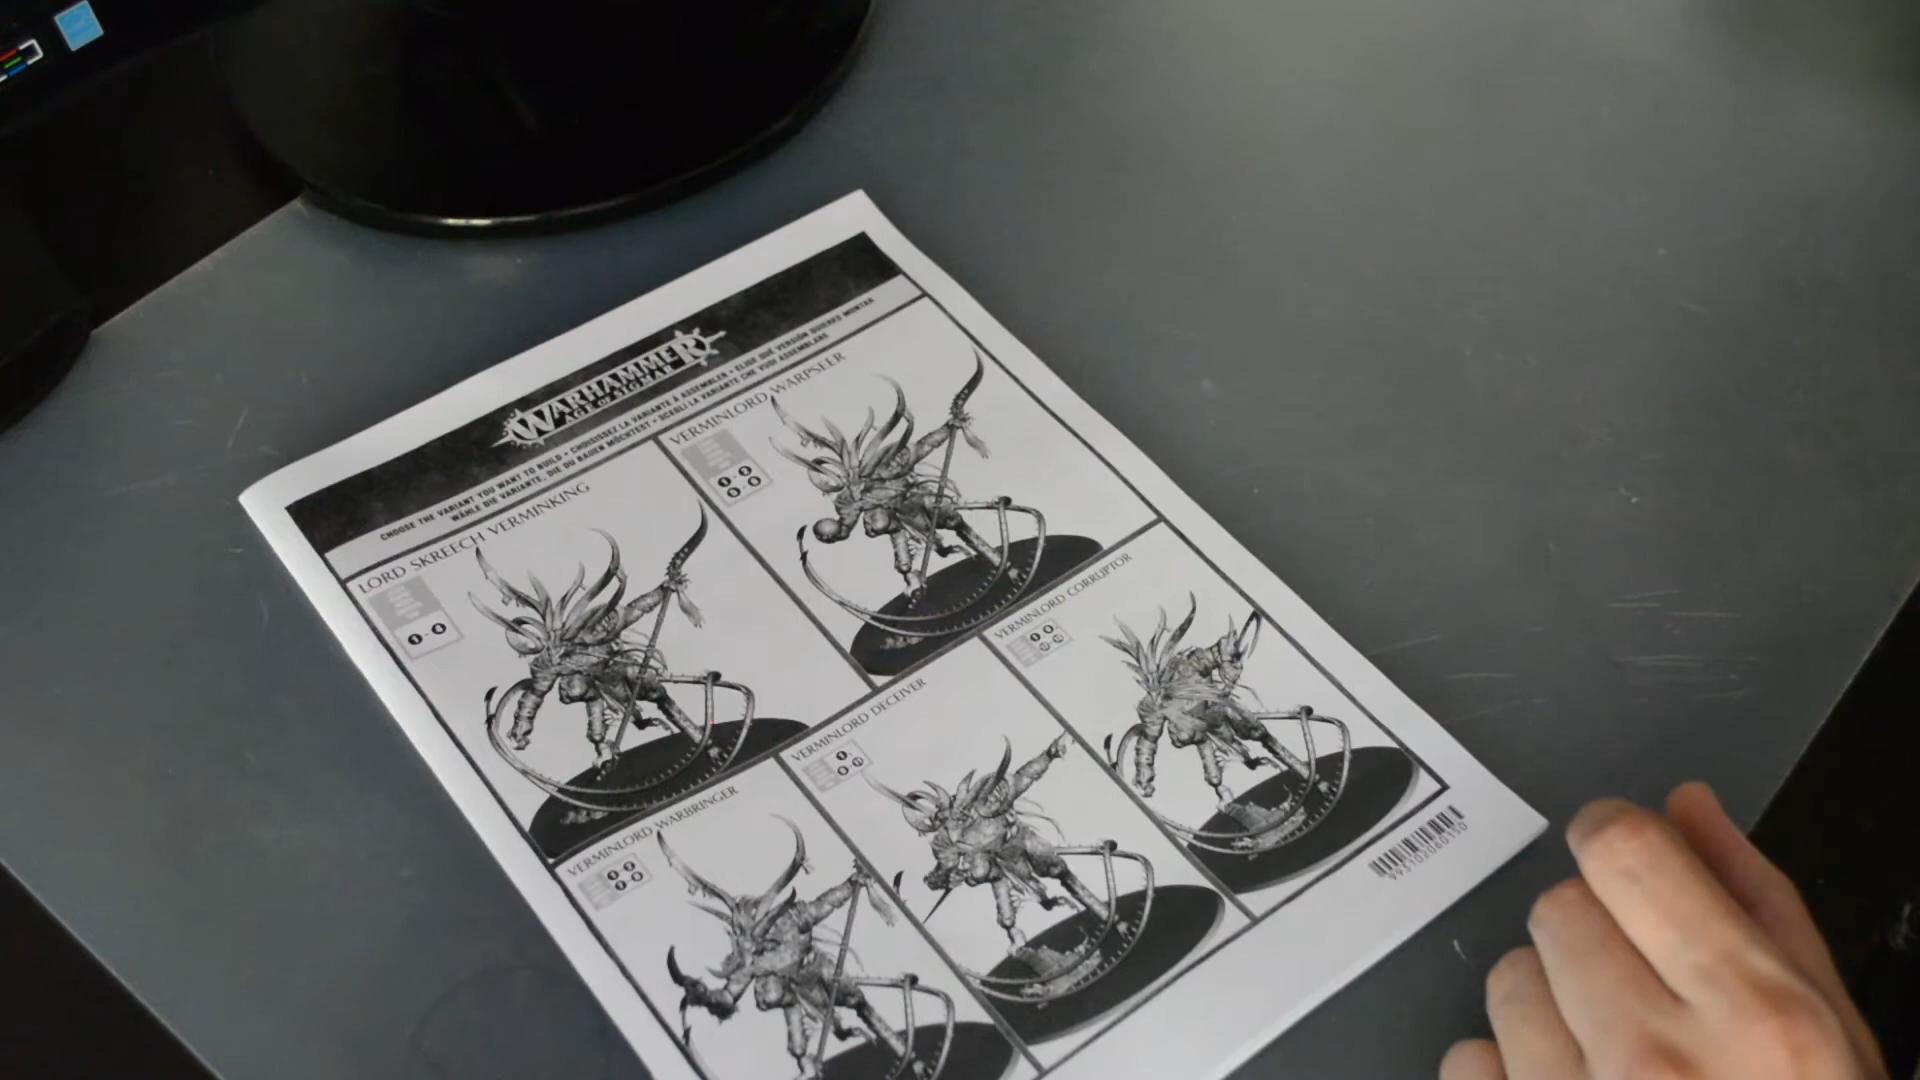 WARHAMMER
AGE OF SIGMAR
CHOOSE THE VARIANT YOU WANT TO BUILD • CHOISISSEZ LA VARIANTE À ASSEMBLER • ELIGE QUÉ VERSIÓN QUIERES MONTAR
WÄHLE DIE VARIANTE, DIE DU BAUEN MÖCHTEST • SCEGLI LA VARIANTE CHE VUOI ASSEMBLARE
LORD SKREECH VERMINKING
VERMINLORD WARPSEER
VERMINLORD WARBRINGER
VERMINLORD DECEIVER
VERMINLORD CORRUPTOR